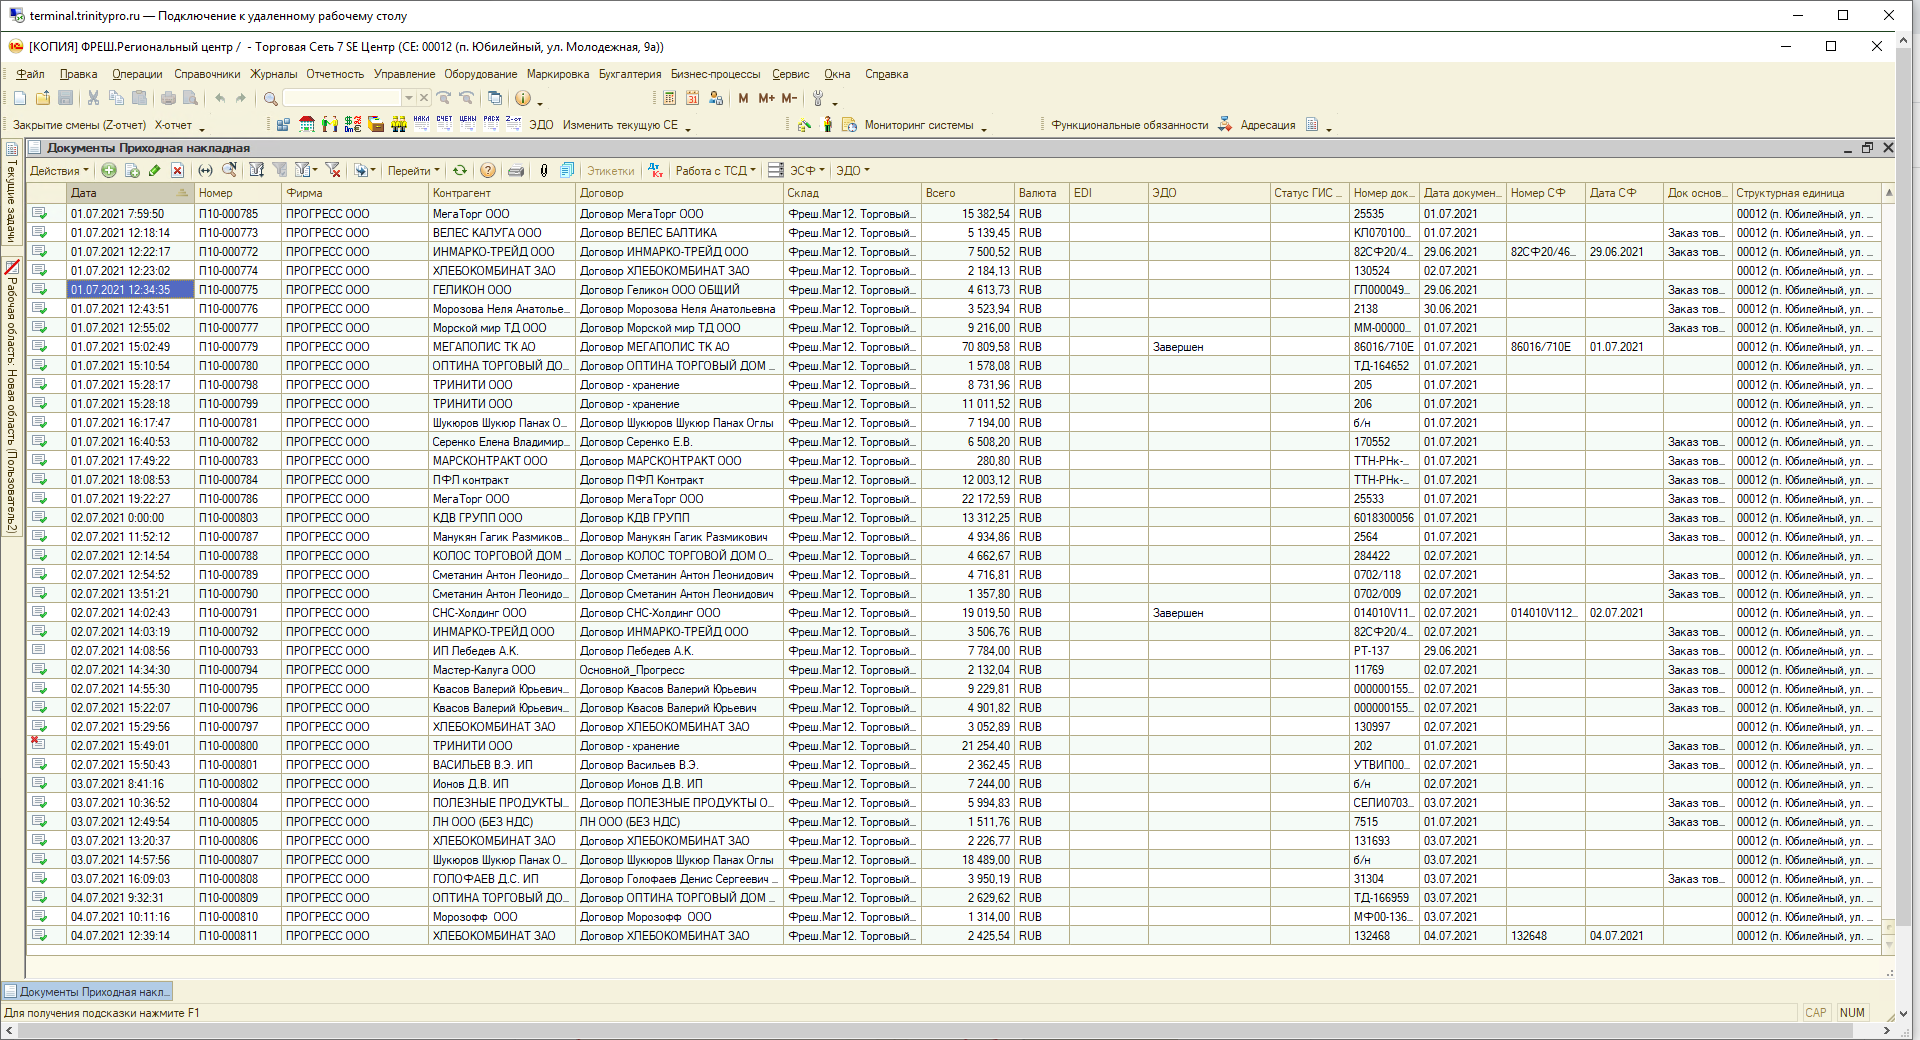 terminal.trinitypro.ru — Подключение к удаленному рабочему столу
[КОПИЯ] ФРЕШ.Региональный центр /  - Торговая Сеть 7 SE Центр (СЕ: 00012 (п. Юбилейный, ул. Молодежная, 9а))
Файл Правка Операции Справочники Журналы Отчетность Управление Оборудование Маркировка Бухгалтерия Бизнес-процессы Сервис Окна Справка
M M+ M-
Закрытие смены (Z-отчет) X-отчет НАКЛ СЧЕТ ЦЕНЫ РАСХ Z-от ЭДО Изменить текущую СЕ Мониторинг системы Функциональные обязанности Адресация
Текущие задачи
Рабочая область: Новая область (Пользователь2)
Документы Приходная накладная
Действия Перейти Этикетки Работа с ТСД ЭСФ ЭДО
Дата Номер Фирма Контрагент Договор Склад Всего Валюта EDI ЭДО Статус ГИС ... Номер док... Дата докумен... Номер СФ Дата СФ Док основ... Структурная единица
01.07.2021 7:59:50 П10-000785 ПРОГРЕСС ООО МегаТорг ООО Договор МегаТорг ООО Фреш.Маг12. Торговый... 15 382,54 RUB 25535 01.07.2021 00012 (п. Юбилейный, ул. ...
01.07.2021 12:18:14 П10-000773 ПРОГРЕСС ООО ВЕЛЕС КАЛУГА ООО Договор ВЕЛЕС БАЛТИКА Фреш.Маг12. Торговый... 5 139,45 RUB КП070100... 01.07.2021 Заказ тов... 00012 (п. Юбилейный, ул. ...
01.07.2021 12:22:17 П10-000772 ПРОГРЕСС ООО ИНМАРКО-ТРЕЙД ООО Договор ИНМАРКО-ТРЕЙД ООО Фреш.Маг12. Торговый... 7 500,52 RUB 82СФ20/4... 29.06.2021 82СФ20/46... 29.06.2021 Заказ тов... 00012 (п. Юбилейный, ул. ...
01.07.2021 12:23:02 П10-000774 ПРОГРЕСС ООО ХЛЕБОКОМБИНАТ ЗАО Договор ХЛЕБОКОМБИНАТ ЗАО Фреш.Маг12. Торговый... 2 184,13 RUB 130524 02.07.2021 00012 (п. Юбилейный, ул. ...
01.07.2021 12:34:35 П10-000775 ПРОГРЕСС ООО ГЕЛИКОН ООО Договор Геликон ООО ОБЩИЙ Фреш.Маг12. Торговый... 4 613,73 RUB ГЛ000049... 29.06.2021 Заказ тов... 00012 (п. Юбилейный, ул. ...
01.07.2021 12:43:51 П10-000776 ПРОГРЕСС ООО Морозова Неля Анатолье... Договор Морозова Неля Анатольевна Фреш.Маг12. Торговый... 3 523,94 RUB 2138 30.06.2021 Заказ тов... 00012 (п. Юбилейный, ул. ...
01.07.2021 12:55:02 П10-000777 ПРОГРЕСС ООО Морской мир ТД ООО Договор Морской мир ТД ООО Фреш.Маг12. Торговый... 9 216,00 RUB ММ-00000... 01.07.2021 Заказ тов... 00012 (п. Юбилейный, ул. ...
01.07.2021 15:02:49 П10-000779 ПРОГРЕСС ООО МЕГАПОЛИС ТК АО Договор МЕГАПОЛИС ТК АО Фреш.Маг12. Торговый... 70 809,58 RUB Завершен 86016/710Е 01.07.2021 86016/710Е 01.07.2021 00012 (п. Юбилейный, ул. ...
01.07.2021 15:10:54 П10-000780 ПРОГРЕСС ООО ОПТИНА ТОРГОВЫЙ ДО... Договор ОПТИНА ТОРГОВЫЙ ДОМ ... Фреш.Маг12. Торговый... 1 578,08 RUB ТД-164652 01.07.2021 00012 (п. Юбилейный, ул. ...
01.07.2021 15:28:17 П10-000798 ПРОГРЕСС ООО ТРИНИТИ ООО Договор - хранение Фреш.Маг12. Торговый... 8 731,96 RUB 205 01.07.2021 00012 (п. Юбилейный, ул. ...
01.07.2021 15:28:18 П10-000799 ПРОГРЕСС ООО ТРИНИТИ ООО Договор - хранение Фреш.Маг12. Торговый... 11 011,52 RUB 206 01.07.2021 00012 (п. Юбилейный, ул. ...
01.07.2021 16:17:47 П10-000781 ПРОГРЕСС ООО Шукюров Шукюр Панах О... Договор Шукюров Шукюр Панах Оглы Фреш.Маг12. Торговый... 7 194,00 RUB б/н 01.07.2021 00012 (п. Юбилейный, ул. ...
01.07.2021 16:40:53 П10-000782 ПРОГРЕСС ООО Серенко Елена Владимир... Договор Серенко Е.В. Фреш.Маг12. Торговый... 6 508,20 RUB 170552 01.07.2021 Заказ тов... 00012 (п. Юбилейный, ул. ...
01.07.2021 17:49:22 П10-000783 ПРОГРЕСС ООО МАРСКОНТРАКТ ООО Договор МАРСКОНТРАКТ ООО Фреш.Маг12. Торговый... 280,80 RUB ТТН-РНк-... 01.07.2021 Заказ тов... 00012 (п. Юбилейный, ул. ...
01.07.2021 18:08:53 П10-000784 ПРОГРЕСС ООО ПФЛ контракт Договор ПФЛ Контракт Фреш.Маг12. Торговый... 12 003,12 RUB ТТН-РНк-... 01.07.2021 Заказ тов... 00012 (п. Юбилейный, ул. ...
01.07.2021 19:22:27 П10-000786 ПРОГРЕСС ООО МегаТорг ООО Договор МегаТорг ООО Фреш.Маг12. Торговый... 22 172,59 RUB 25533 01.07.2021 Заказ тов... 00012 (п. Юбилейный, ул. ...
02.07.2021 0:00:00 П10-000803 ПРОГРЕСС ООО КДВ ГРУПП ООО Договор КДВ ГРУПП Фреш.Маг12. Торговый... 13 312,25 RUB 6018300056 01.07.2021 Заказ тов... 00012 (п. Юбилейный, ул. ...
02.07.2021 11:52:12 П10-000787 ПРОГРЕСС ООО Манукян Гагик Размиков... Договор Манукян Гагик Размикович Фреш.Маг12. Торговый... 4 934,86 RUB 2564 01.07.2021 Заказ тов... 00012 (п. Юбилейный, ул. ...
02.07.2021 12:14:54 П10-000788 ПРОГРЕСС ООО КОЛОС ТОРГОВОЙ ДОМ ... Договор КОЛОС ТОРГОВОЙ ДОМ О... Фреш.Маг12. Торговый... 4 662,67 RUB 284422 02.07.2021 00012 (п. Юбилейный, ул. ...
02.07.2021 12:54:52 П10-000789 ПРОГРЕСС ООО Сметанин Антон Леонидо... Договор Сметанин Антон Леонидович Фреш.Маг12. Торговый... 4 716,81 RUB 0702/118 02.07.2021 Заказ тов... 00012 (п. Юбилейный, ул. ...
02.07.2021 13:51:21 П10-000790 ПРОГРЕСС ООО Сметанин Антон Леонидо... Договор Сметанин Антон Леонидович Фреш.Маг12. Торговый... 1 357,80 RUB 0702/009 02.07.2021 Заказ тов... 00012 (п. Юбилейный, ул. ...
02.07.2021 14:02:43 П10-000791 ПРОГРЕСС ООО СНС-Холдинг ООО Договор СНС-Холдинг ООО Фреш.Маг12. Торговый... 19 019,50 RUB Завершен 014010V11... 02.07.2021 014010V112... 02.07.2021 00012 (п. Юбилейный, ул. ...
02.07.2021 14:03:19 П10-000792 ПРОГРЕСС ООО ИНМАРКО-ТРЕЙД ООО Договор ИНМАРКО-ТРЕЙД ООО Фреш.Маг12. Торговый... 3 506,76 RUB 82СФ20/4... 02.07.2021 Заказ тов... 00012 (п. Юбилейный, ул. ...
02.07.2021 14:08:56 П10-000793 ПРОГРЕСС ООО ИП Лебедев А.К. Договор Лебедев А.К. Фреш.Маг12. Торговый... 7 784,00 RUB РТ-137 29.06.2021 Заказ тов... 00012 (п. Юбилейный, ул. ...
02.07.2021 14:34:30 П10-000794 ПРОГРЕСС ООО Мастер-Калуга ООО Основной_Прогресс Фреш.Маг12. Торговый... 2 132,04 RUB 11769 02.07.2021 Заказ тов... 00012 (п. Юбилейный, ул. ...
02.07.2021 14:55:30 П10-000795 ПРОГРЕСС ООО Квасов Валерий Юрьевич... Договор Квасов Валерий Юрьевич Фреш.Маг12. Торговый... 9 229,81 RUB 000000155... 02.07.2021 Заказ тов... 00012 (п. Юбилейный, ул. ...
02.07.2021 15:22:07 П10-000796 ПРОГРЕСС ООО Квасов Валерий Юрьевич... Договор Квасов Валерий Юрьевич Фреш.Маг12. Торговый... 4 901,82 RUB 000000155... 02.07.2021 Заказ тов... 00012 (п. Юбилейный, ул. ...
02.07.2021 15:29:56 П10-000797 ПРОГРЕСС ООО ХЛЕБОКОМБИНАТ ЗАО Договор ХЛЕБОКОМБИНАТ ЗАО Фреш.Маг12. Торговый... 3 052,89 RUB 130997 02.07.2021 00012 (п. Юбилейный, ул. ...
02.07.2021 15:49:01 П10-000800 ПРОГРЕСС ООО ТРИНИТИ ООО Договор - хранение Фреш.Маг12. Торговый... 21 254,40 RUB 202 01.07.2021 Заказ тов... 00012 (п. Юбилейный, ул. ...
02.07.2021 15:50:43 П10-000801 ПРОГРЕСС ООО ВАСИЛЬЕВ В.Э. ИП Договор Васильев В.Э. Фреш.Маг12. Торговый... 2 362,45 RUB УТВИП00... 02.07.2021 Заказ тов... 00012 (п. Юбилейный, ул. ...
03.07.2021 8:41:16 П10-000802 ПРОГРЕСС ООО Ионов Д.В. ИП Договор Ионов Д.В. ИП Фреш.Маг12. Торговый... 7 244,00 RUB б/н 02.07.2021 00012 (п. Юбилейный, ул. ...
03.07.2021 10:36:52 П10-000804 ПРОГРЕСС ООО ПОЛЕЗНЫЕ ПРОДУКТЫ... Договор ПОЛЕЗНЫЕ ПРОДУКТЫ О... Фреш.Маг12. Торговый... 5 994,83 RUB СЕЛИ0703... 03.07.2021 Заказ тов... 00012 (п. Юбилейный, ул. ...
03.07.2021 12:49:54 П10-000805 ПРОГРЕСС ООО ЛН ООО (БЕЗ НДС) ЛН ООО (БЕЗ НДС) Фреш.Маг12. Торговый... 1 511,76 RUB 7515 01.07.2021 Заказ тов... 00012 (п. Юбилейный, ул. ...
03.07.2021 13:20:37 П10-000806 ПРОГРЕСС ООО ХЛЕБОКОМБИНАТ ЗАО Договор ХЛЕБОКОМБИНАТ ЗАО Фреш.Маг12. Торговый... 2 226,77 RUB 131693 03.07.2021 00012 (п. Юбилейный, ул. ...
03.07.2021 14:57:56 П10-000807 ПРОГРЕСС ООО Шукюров Шукюр Панах О... Договор Шукюров Шукюр Панах Оглы Фреш.Маг12. Торговый... 18 489,00 RUB б/н 03.07.2021 00012 (п. Юбилейный, ул. ...
03.07.2021 16:09:03 П10-000808 ПРОГРЕСС ООО ГОЛОФАЕВ Д.С. ИП Договор Голофаев Денис Сергеевич ... Фреш.Маг12. Торговый... 3 950,19 RUB 31304 03.07.2021 Заказ тов... 00012 (п. Юбилейный, ул. ...
04.07.2021 9:32:31 П10-000809 ПРОГРЕСС ООО ОПТИНА ТОРГОВЫЙ ДО... Договор ОПТИНА ТОРГОВЫЙ ДОМ ... Фреш.Маг12. Торговый... 2 629,62 RUB ТД-166959 03.07.2021 00012 (п. Юбилейный, ул. ...
04.07.2021 10:11:16 П10-000810 ПРОГРЕСС ООО Морозофф  ООО Договор Морозофф  ООО Фреш.Маг12. Торговый... 1 314,00 RUB МФ00-136... 03.07.2021 00012 (п. Юбилейный, ул. ...
04.07.2021 12:39:14 П10-000811 ПРОГРЕСС ООО ХЛЕБОКОМБИНАТ ЗАО Договор ХЛЕБОКОМБИНАТ ЗАО Фреш.Маг12. Торговый... 2 425,54 RUB 132468 04.07.2021 132648 04.07.2021 00012 (п. Юбилейный, ул. ...
Документы Приходная накл...
Для получения подсказки нажмите F1
CAP NUM